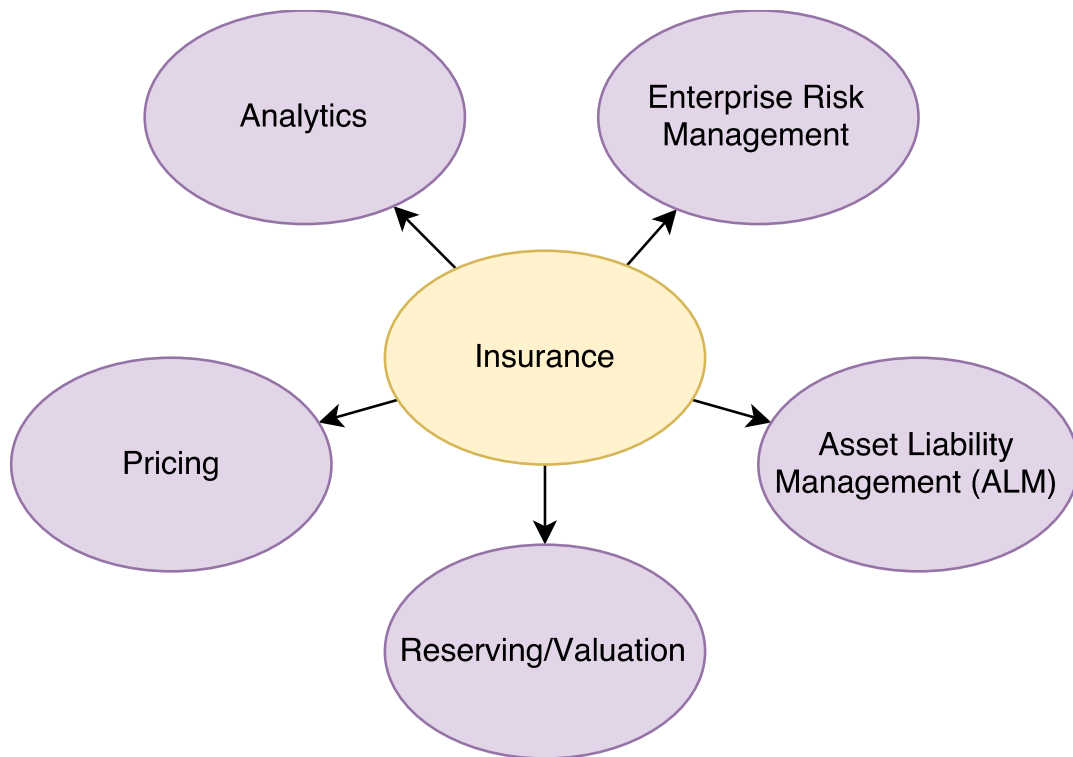 Analytics
Enterprise Risk
Management
Insurance
Pricing
Asset Liability
Management (ALM)
Reserving/Valuation